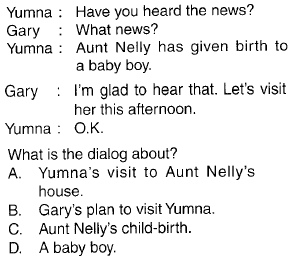 Yumna : Have you heard the news?
Gary : What news?
Yumna : Aunt Nelly has given birth to
a baby boy.
Gary : I'm glad to hear that. Let's visit
her this afternoon.
Yumna : O.K.
What is the dialog about?
A. Yumna's visit to Aunt Nelly's
house.
B. Gary's plan to visit Yumna.
C. Aunt Nelly's child-birth.
D. A baby boy.